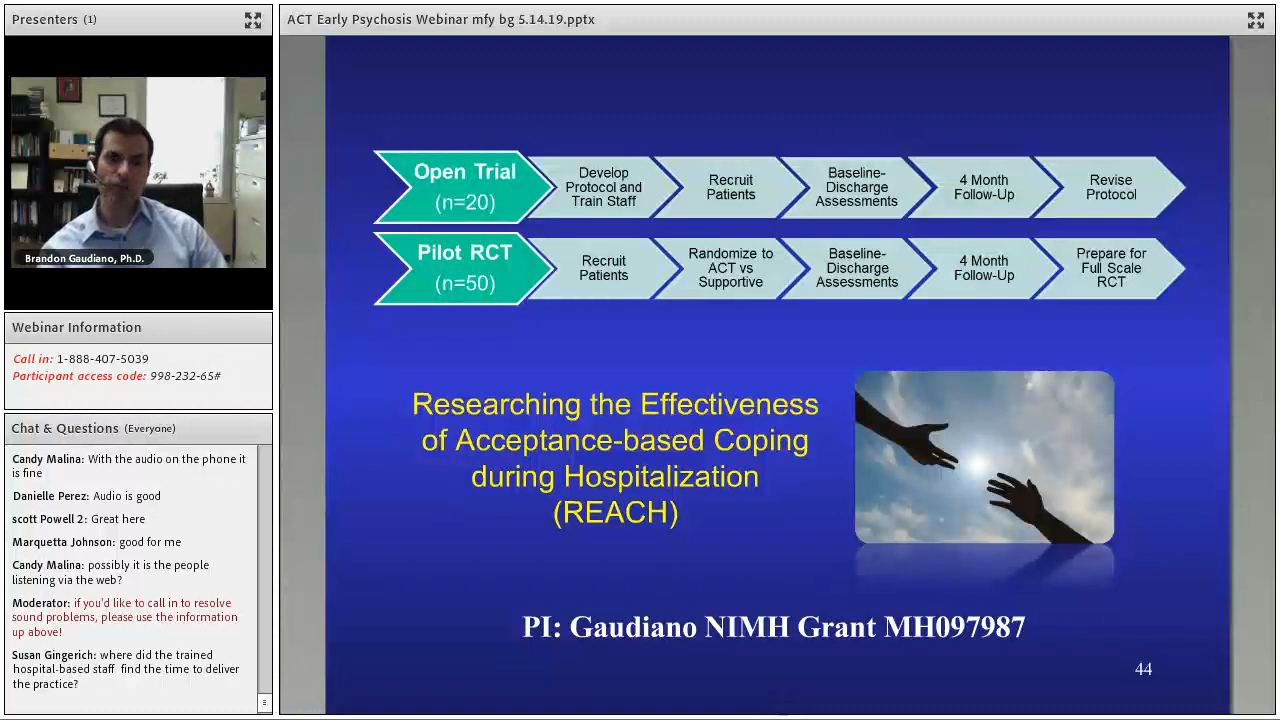 Presenters (1)
Brandon Gaudiano, Ph.D.
Webinar Information
Call in: 1-888-407-5039
Participant access code: 998-232-65#
Chat & Questions (Everyone)
Candy Malina: With the audio on the phone it
is fine
Danielle Perez: Audio is good
scott Powell 2: Great here
Marquetta Johnson: good for me
Candy Malina: possibly it is the people
listening via the web?
Moderator: if you'd like to call in to resolve
sound problems, please use the information
up above!
Susan Gingerich: where did the trained
hospital-based staff find the time to deliver
the practice?
ACT Early Psychosis Webinar mfy bg 5.14.19.pptx
Open Trial
(n=20)
Develop
Protocol and
Train Staff
Recruit
Patients
Baseline-
Discharge
Assessments
4 Month
Follow-Up
Revise
Protocol
Pilot RCT
(n=50)
Recruit
Patients
Randomize to
ACT vs
Supportive
Baseline-
Discharge
Assessments
4 Month
Follow-Up
Prepare for
Full Scale
RCT
Researching the Effectiveness
of Acceptance-based Coping
during Hospitalization
(REACH)
PI: Gaudiano NIMH Grant MH097987
44